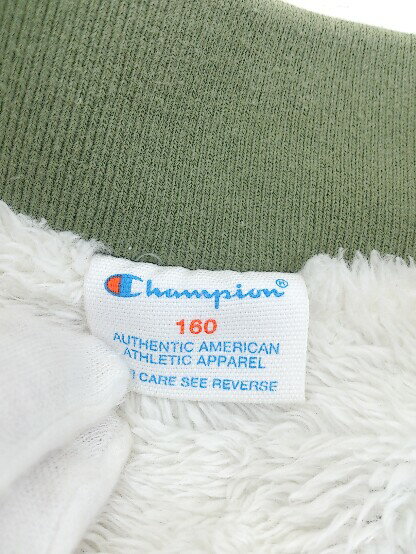 Champion®
160
AUTHENTIC AMERICAN
ATHLETIC APPAREL
CARE SEE REVERSE